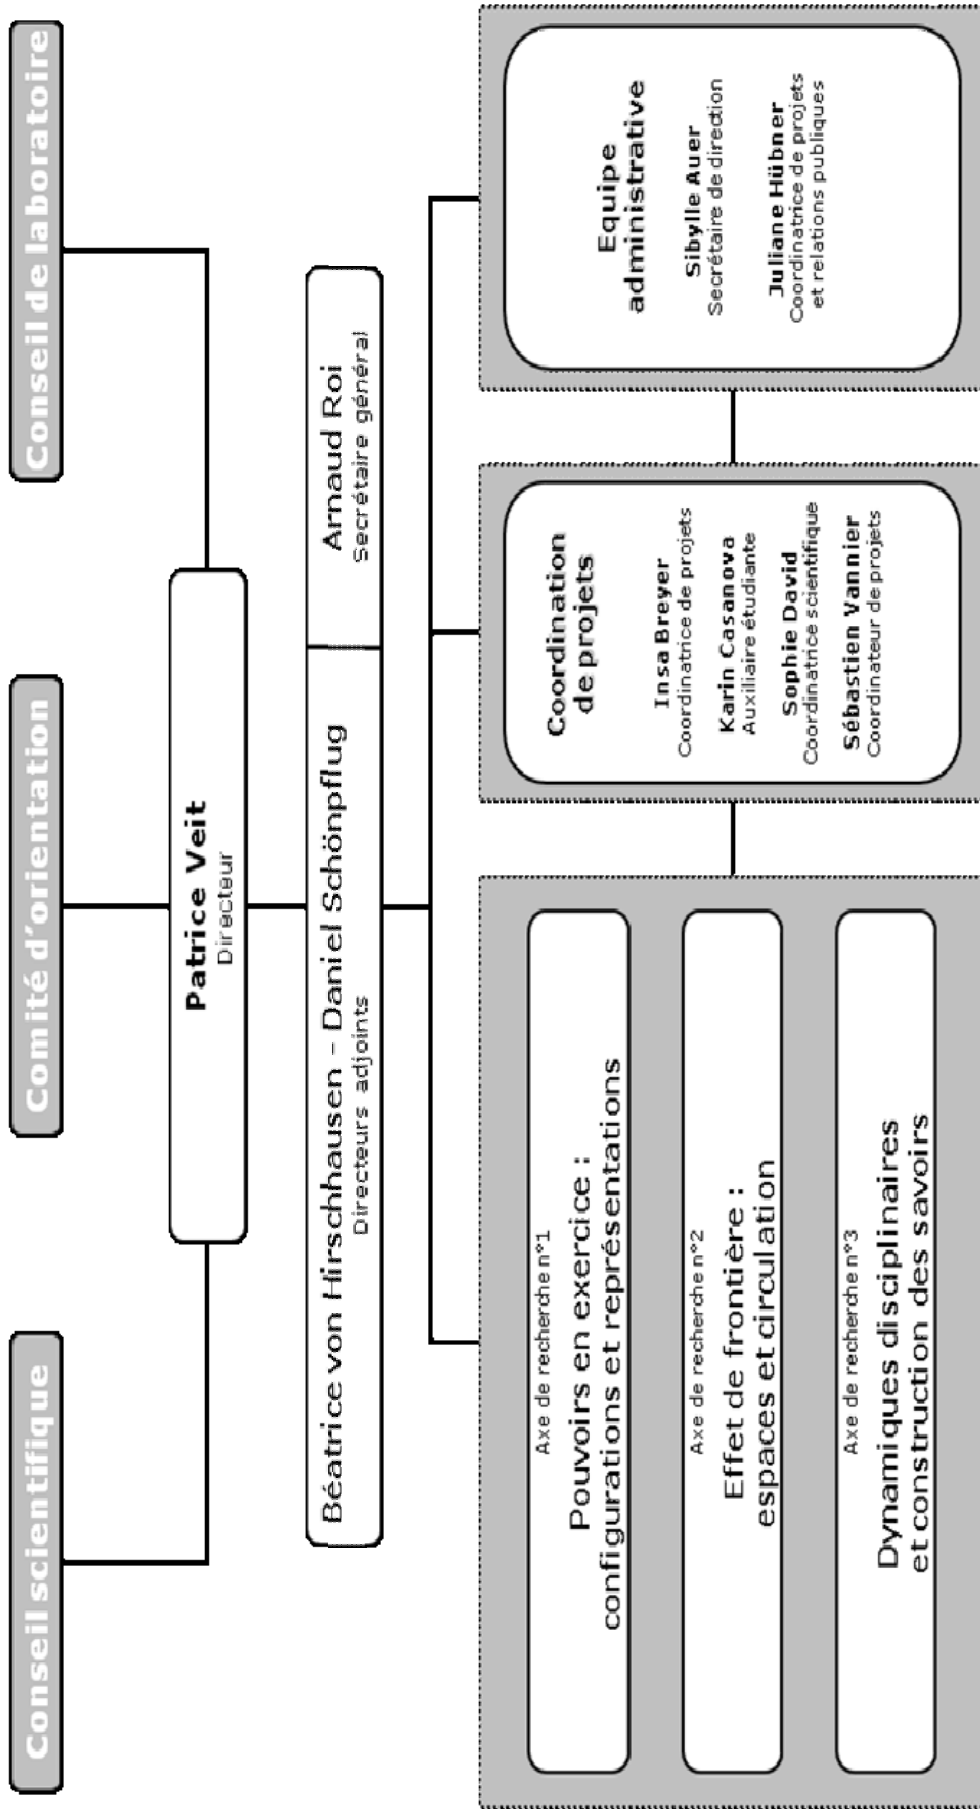 Conseil scientifique
Comité d'orientation
Conseil de laboratoire
Patrice Veit
Directeur
Béatrice von Hirschhausen – Daniel Schönpflug
Directeurs adjoints
Arnaud Roi
Secrétaire général
Axe de recherche n°1
Pouvoirs en exercice :
configurations et représentations
Axe de recherche n°2
Effet de frontière :
espaces et circulation
Axe de recherche n°3
Dynamiques disciplinaires
et construction des savoirs
Coordination
de projets
Insa Breyer
Coordinatrice de projets
Karin Casanova
Auxiliaire étudiante
Sophie David
Coordinatrice scientifique
Sébastien Vannier
Coordinateur de projets
Equipe
administrative
Sibylle Auer
Secrétaire de direction
Juliane Hübner
Coordinatrice de projets
et relations publiques